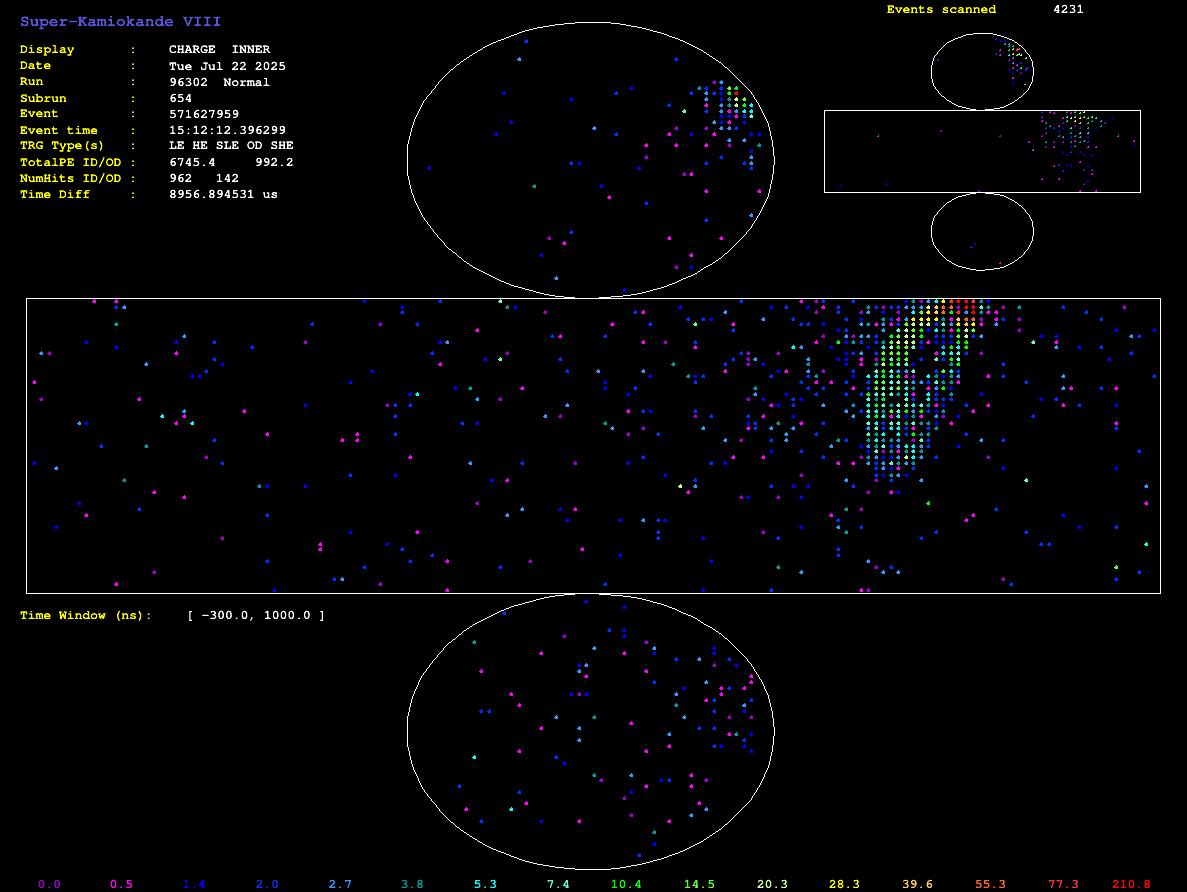 Super-Kamiokande VIII
Events scanned 4231
Display : CHARGE INNER
Date : Tue Jul 22 2025
Run : 96302 Normal
Subrun : 654
Event : 571627959
Event time : 15:12:12.396299
TRG Type(s) : LE HE SLE OD SHE
TotalPE ID/OD : 6745.4 992.2
NumHits ID/OD : 962 142
Time Diff : 8956.894531 us
Time Window (ns): [ -300.0, 1000.0 ]
0.0 0.5 1.4 2.0 2.7 3.8 5.3 7.4 10.4 14.5 20.3 28.3 39.6 55.3 77.3 210.8